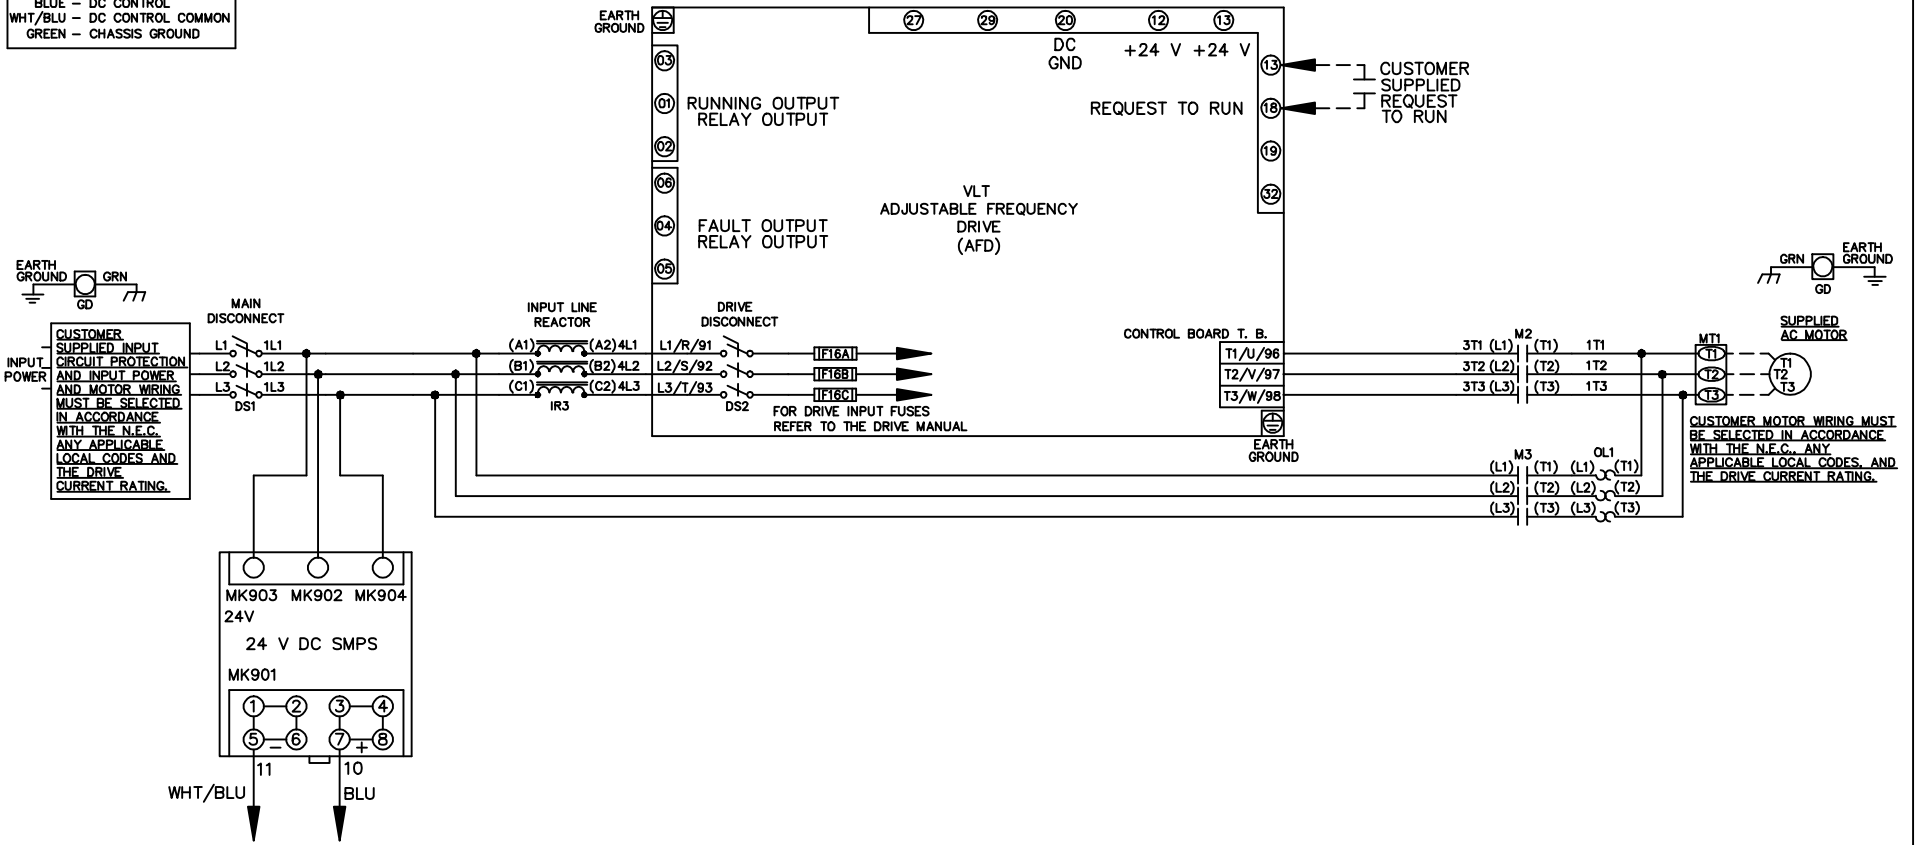 BLUE – DC CONTROL
WHT/BLU – DC CONTROL COMMON
GREEN – CHASSIS GROUND
EARTH
GROUND
27 29 20 12 13
DC
GND
+24 V +24 V
03
01
02
RUNNING OUTPUT
RELAY OUTPUT
06
04
05
FAULT OUTPUT
RELAY OUTPUT
REQUEST TO RUN
13
18
19
32
CUSTOMER
SUPPLIED
REQUEST
TO RUN
VLT
ADJUSTABLE FREQUENCY
DRIVE
(AFD)
EARTH
GROUND
GRN
GD
INPUT
POWER
CUSTOMER
SUPPLIED INPUT
CIRCUIT PROTECTION
AND INPUT POWER
AND MOTOR WIRING
MUST BE SELECTED
IN ACCORDANCE
WITH THE N.E.C.
ANY APPLICABLE
LOCAL CODES AND
THE DRIVE
CURRENT RATING.
MAIN
DISCONNECT
L1 1L1
L2 1L2
L3 1L3
DS1
INPUT LINE
REACTOR
(A1) (A2) 4L1
(B1) (B2) 4L2
(C1) (C2) 4L3
IR3
DRIVE
DISCONNECT
L1/R/91
L2/S/92
L3/T/93
DS2
F16A
F16B
F16C
FOR DRIVE INPUT FUSES
REFER TO THE DRIVE MANUAL
CONTROL BOARD T. B.
T1/U/96
T2/V/97
T3/W/98
EARTH
GROUND
M2
3T1 (L1) (T1) 1T1
3T2 (L2) (T2) 1T2
3T3 (L3) (T3) 1T3
MT1
T1
T2
T3
GRN
EARTH
GROUND
GD
SUPPLIED
AC MOTOR
T1
T2
T3
CUSTOMER MOTOR WIRING MUST
BE SELECTED IN ACCORDANCE
WITH THE N.E.C., ANY
APPLICABLE LOCAL CODES, AND
THE DRIVE CURRENT RATING.
M3 OL1
(L1) (T1) (L1) (T1)
(L2) (T2) (L2) (T2)
(L3) (T3) (L3) (T3)
MK903 MK902 MK904
24V
24 V DC SMPS
MK901
1 2 3 4
5 – 6 7 + 8
11 10
WHT/BLU BLU